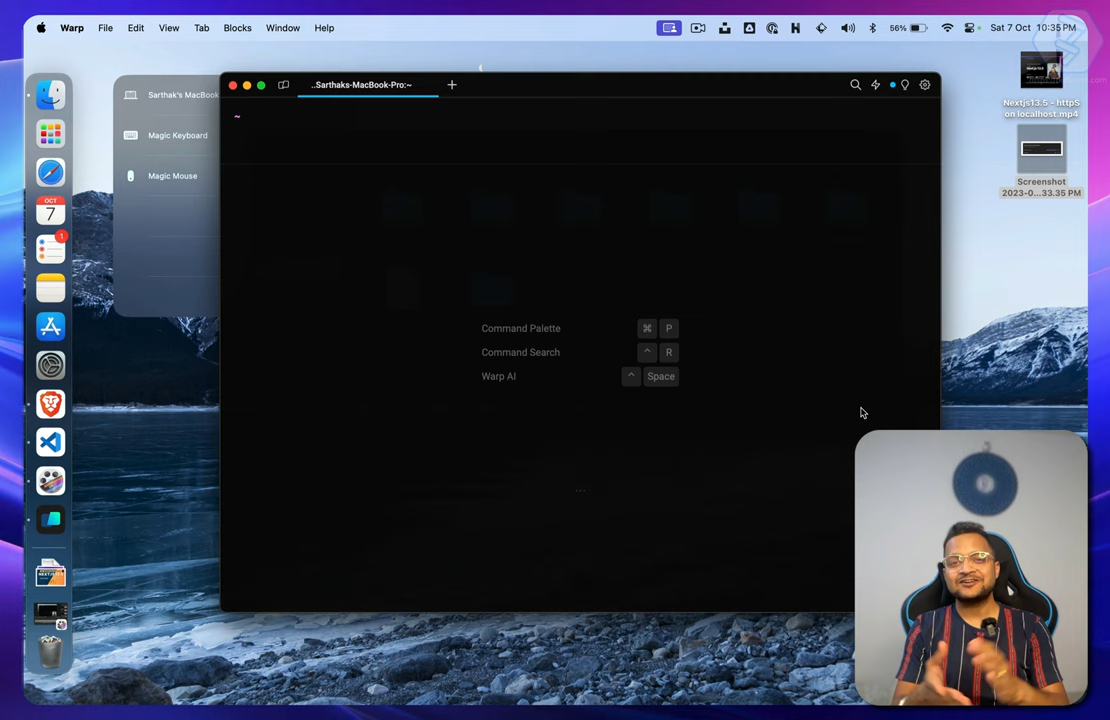 Warp File Edit View Tab Blocks Window Help
56% Sat 7 Oct 10:35 PM
OCT
7
1
Sarthak's MacBook
Magic Keyboard
Magic Mouse
..Sarthaks-MacBook-Pro:~
~
Command Palette ⌘ P
Command Search ^ R
Warp AI ^ Space
...
Nextjs13.5 - httpS
on localhost.mp4
Screenshot
2023-0...33.35 PM